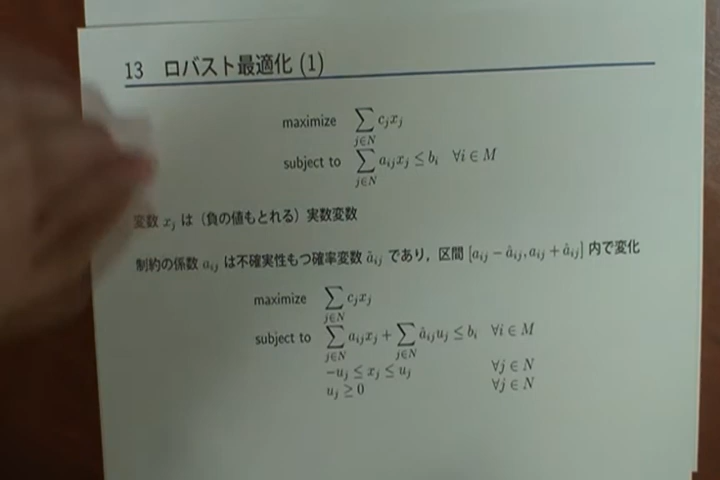 13 ロバスト最適化 (1)
maximize ∑_{j∈N} c_j x_j
subject to ∑_{j∈N} a_{ij} x_j ≤ b_i ∀i ∈ M
変数 x_j は（負の値もとれる）実数変数
制約の係数 a_{ij} は不確実性もつ確率変数 ã_{ij} であり，区間 [a_{ij} − â_{ij}, a_{ij} + â_{ij}] 内で変化
maximize ∑_{j∈N} c_j x_j
subject to ∑_{j∈N} a_{ij} x_j + ∑_{j∈N} â_{ij} u_j ≤ b_i ∀i ∈ M
−u_j ≤ x_j ≤ u_j ∀j ∈ N
u_j ≥ 0 ∀j ∈ N